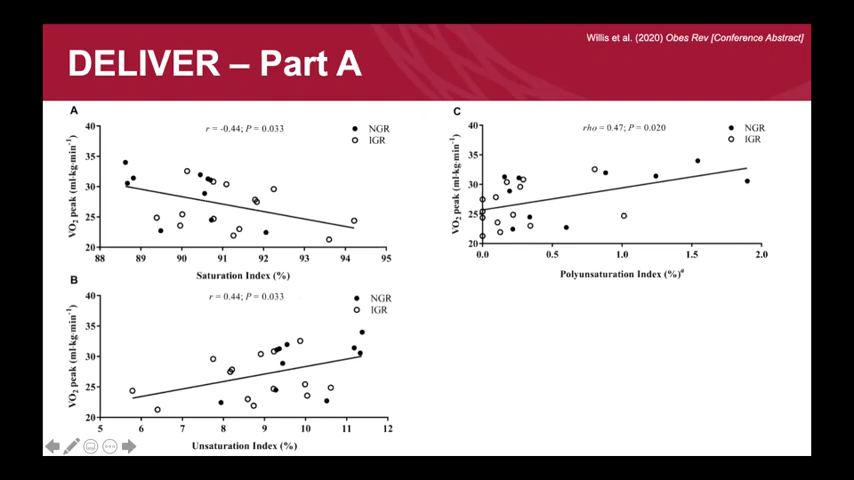 Willis et al. (2020) Obes Rev [Conference Abstract]
DELIVER – Part A
A
r = -0.44; P = 0.033
NGR
IGR
VO2 peak (ml·kg·min-1)
40
35
30
25
20
88 89 90 91 92 93 94 95
Saturation Index (%)
B
r = 0.44; P = 0.033
NGR
IGR
VO2 peak (ml·kg·min-1)
40
35
30
25
20
5 6 7 8 9 10 11 12
Unsaturation Index (%)
C
rho = 0.47; P = 0.020
NGR
IGR
VO2 peak (ml·kg·min-1)
40
35
30
25
20
0.0 0.5 1.0 1.5 2.0
Polyunsaturation Index (%)a